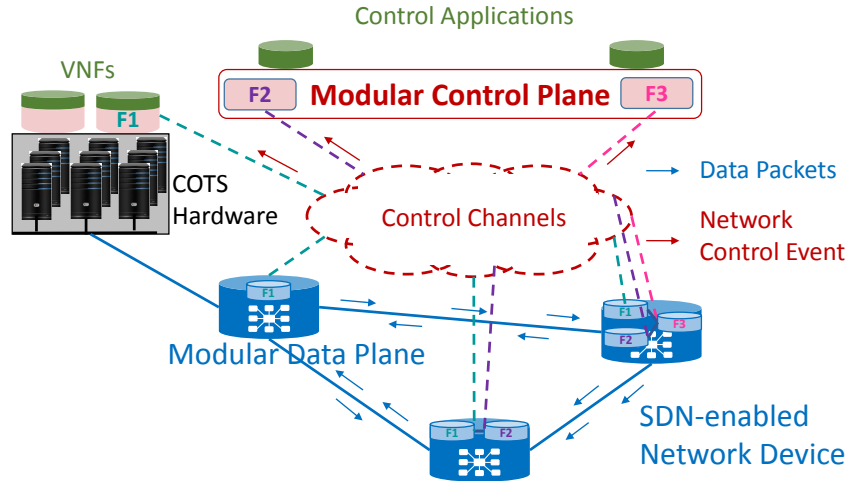 Control Applications
VNFs
F2
Modular Control Plane
F3
F1
COTS
Hardware
Data Packets
Control Channels
Network
Control Event
F1
F1
F3
F2
Modular Data Plane
F1
F2
SDN-enabled
Network Device